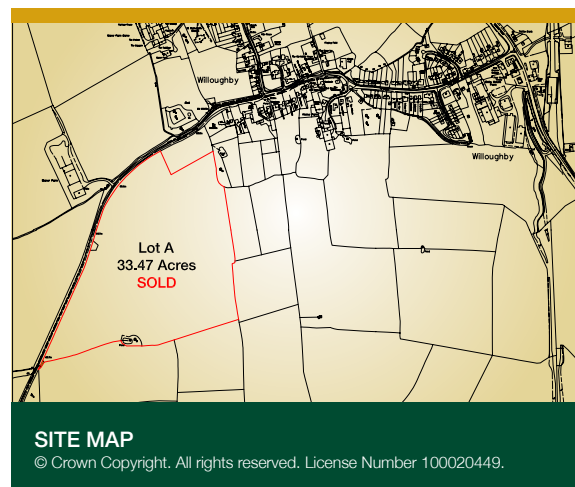 Willoughby
Willoughby
Lot A
33.47 Acres
SOLD
SITE MAP
© Crown Copyright. All rights reserved. License Number 100020449.